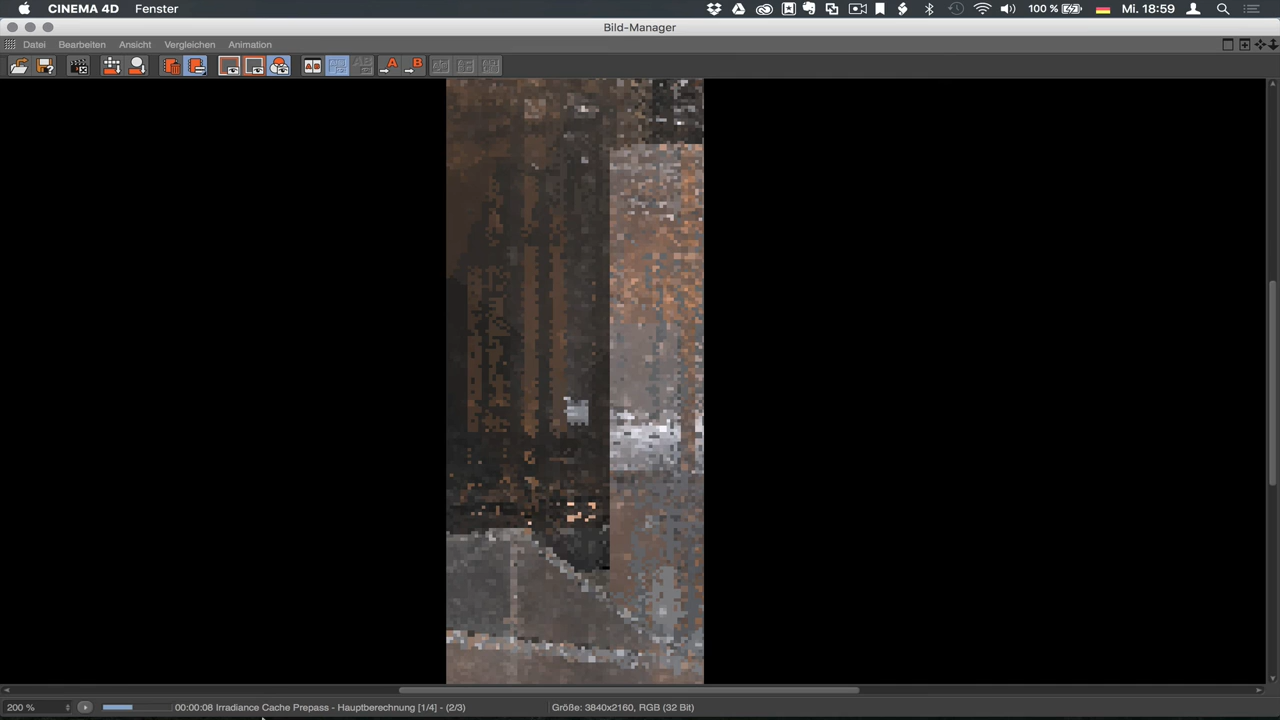 CINEMA 4D Fenster 100 % Mi. 18:59
Bild-Manager
Datei Bearbeiten Ansicht Vergleichen Animation
A B A B A B
200 % 00:00:08 Irradiance Cache Prepass - Hauptberechnung [1/4] - (2/3) Größe: 3840x2160, RGB (32 Bit)